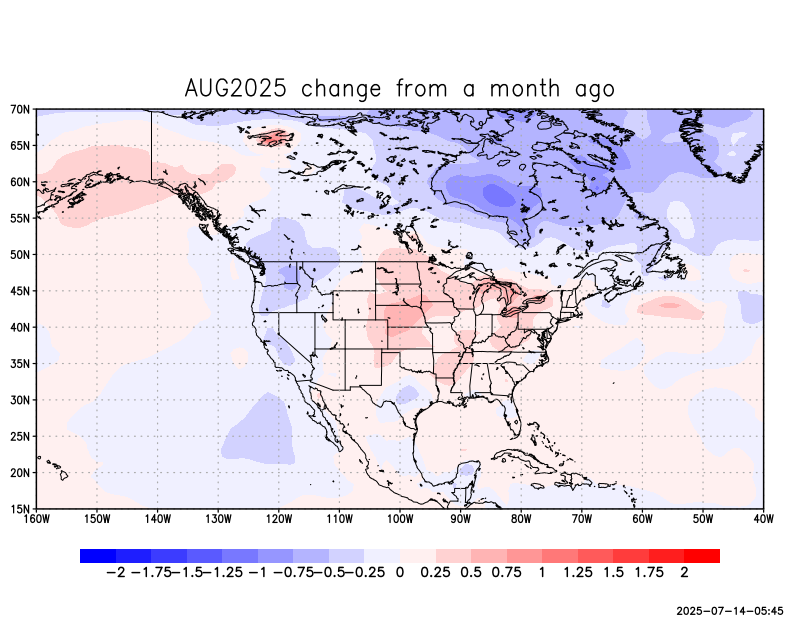 AUG2025 change from a month ago
70N
65N
60N
55N
50N
45N
40N
35N
30N
25N
20N
15N
160W 150W 140W 130W 120W 110W 100W 90W 80W 70W 60W 50W 40W
−2 −1.75 −1.5 −1.25 −1 −0.75 −0.5 −0.25 0 0.25 0.5 0.75 1 1.25 1.5 1.75 2
2025-07-14-05:45